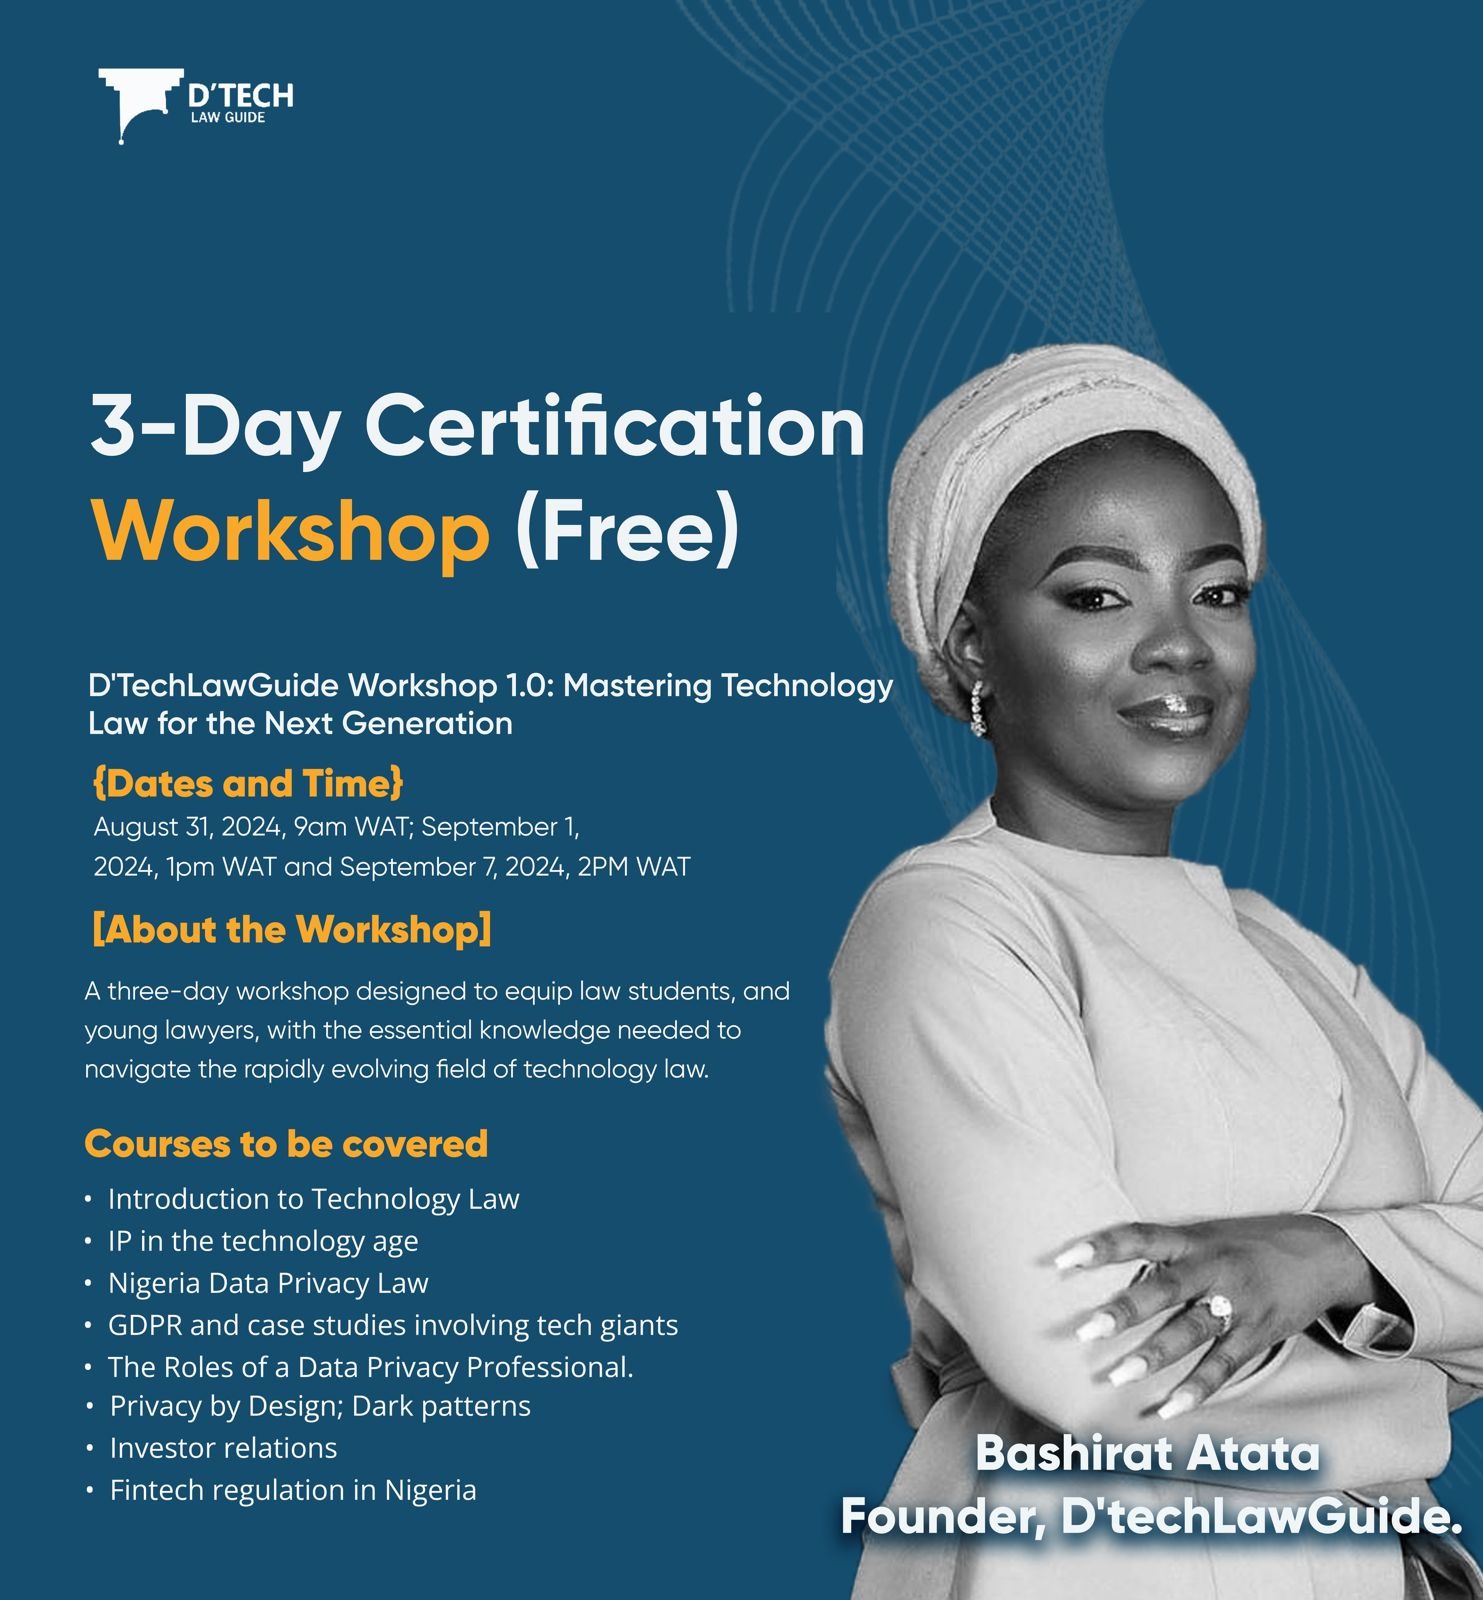 D'TECH
LAW GUIDE
3-Day Certification
Workshop (Free)
D'TechLawGuide Workshop 1.0: Mastering Technology
Law for the Next Generation
{Dates and Time}
August 31, 2024, 9am WAT; September 1,
2024, 1pm WAT and September 7, 2024, 2PM WAT
[About the Workshop]
A three-day workshop designed to equip law students, and
young lawyers, with the essential knowledge needed to
navigate the rapidly evolving field of technology law.
Courses to be covered
• Introduction to Technology Law
• IP in the technology age
• Nigeria Data Privacy Law
• GDPR and case studies involving tech giants
• The Roles of a Data Privacy Professional.
• Privacy by Design; Dark patterns
• Investor relations
• Fintech regulation in Nigeria
Bashirat Atata
Founder, D'techLawGuide.